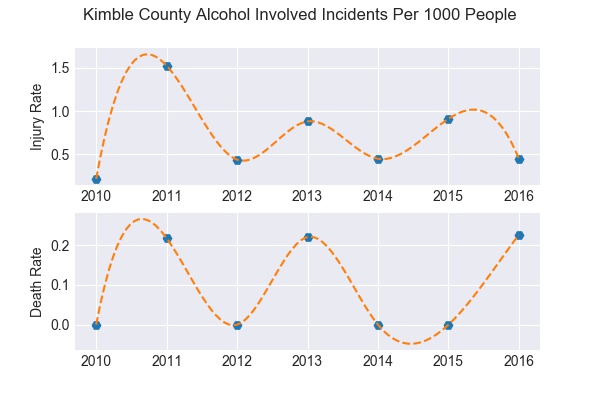 Kimble County Alcohol Involved Incidents Per 1000 People
Injury Rate
1.5
1.0
0.5
2010 2011 2012 2013 2014 2015 2016
Death Rate
0.2
0.1
0.0
2010 2011 2012 2013 2014 2015 2016